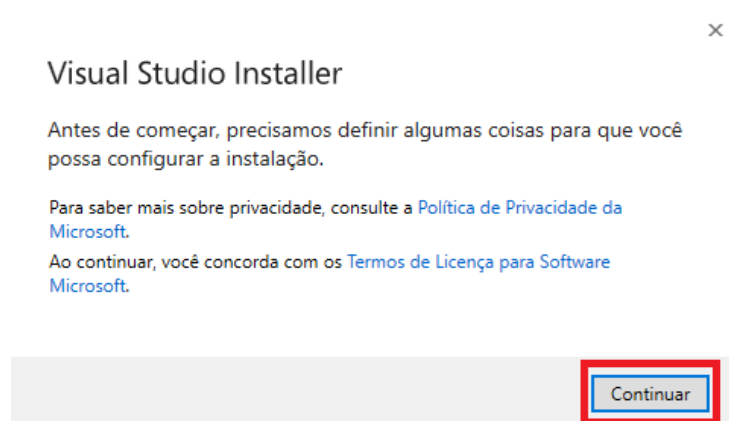 Visual Studio Installer
Antes de começar, precisamos definir algumas coisas para que você
possa configurar a instalação.
Para saber mais sobre privacidade, consulte a Política de Privacidade da
Microsoft.
Ao continuar, você concorda com os Termos de Licença para Software
Microsoft.
Continuar